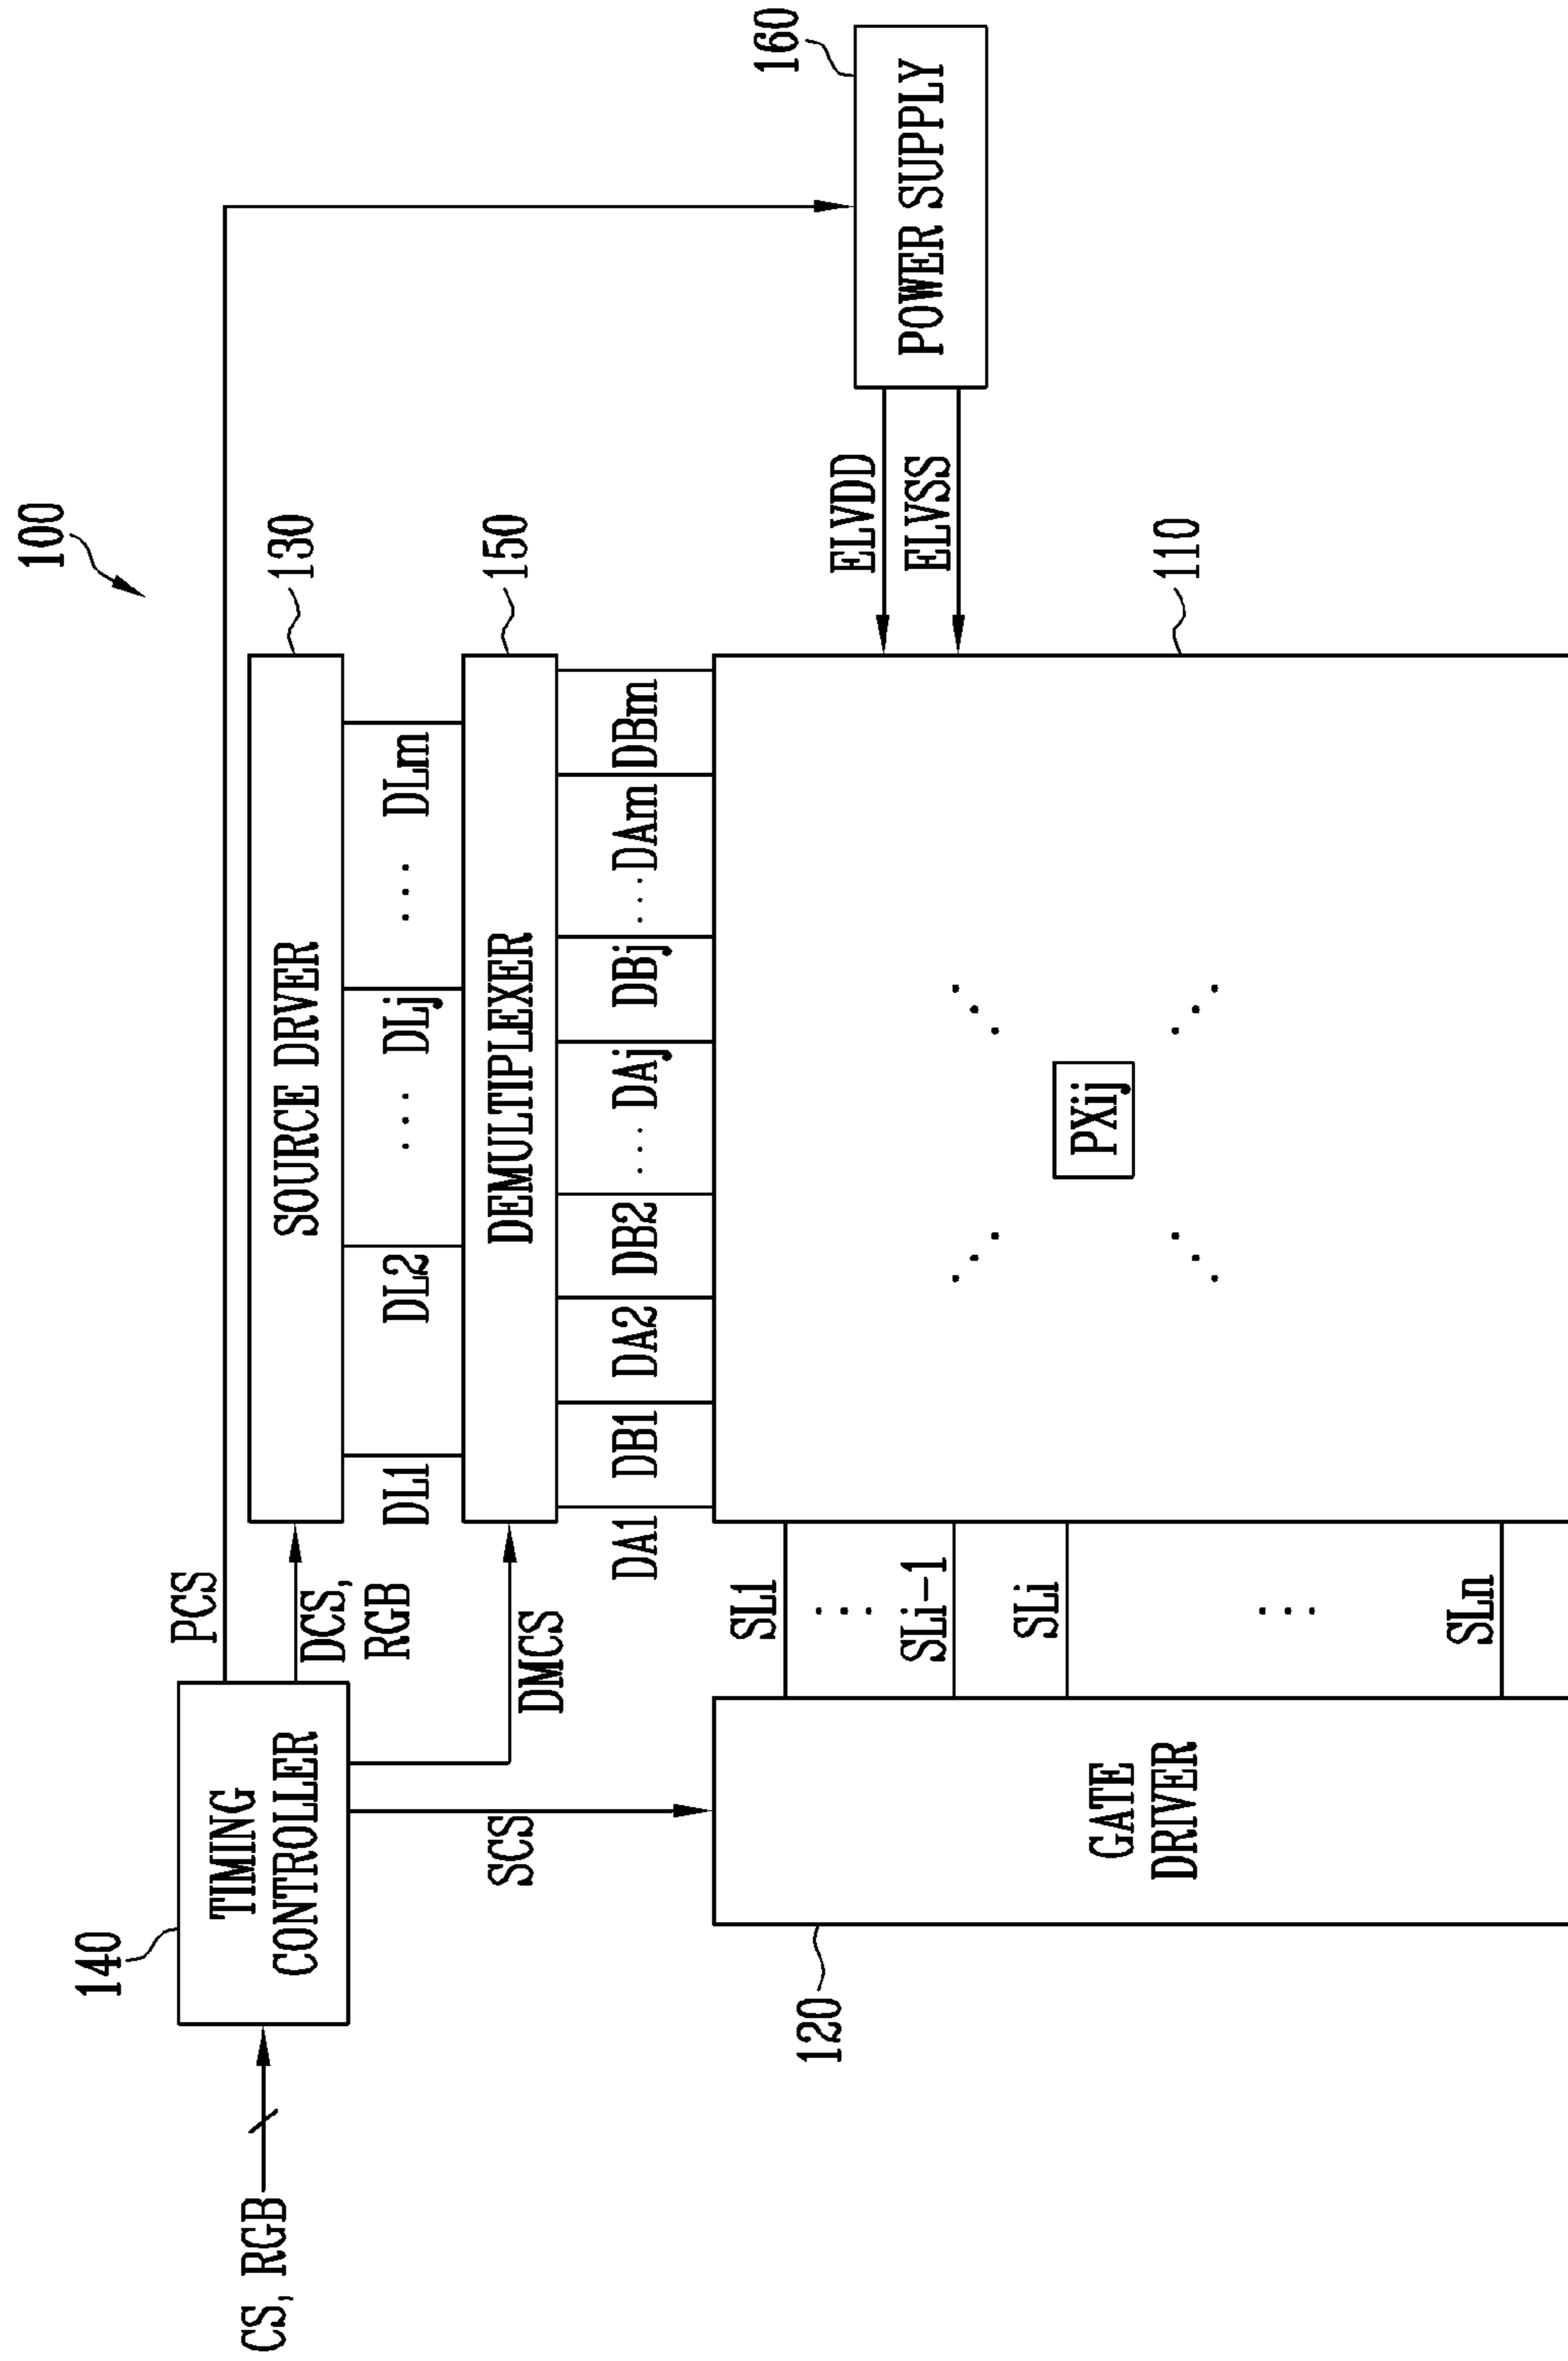 100
PCS
140
TIMING
CONTROLLER
CS, RGB
DCS,
RGB
SOURCE DRVER
130
DL1
DL2
... DLj
... DLm
DMCS
SCS
DEMULTIPLEXER
150
DA1
DB1
DA2
DB2
... DAj
DBj
... DAm
DBm
160
POWER SUPPLY
ELVDD
ELVSS
120
GATE
DRIVER
SL1
...
SLi-1
SLi
...
SLn
PXij
110